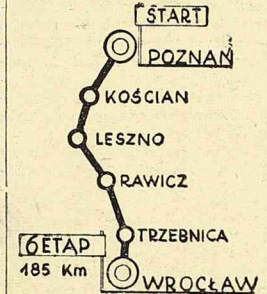 START
POZNAŃ
KOŚCIAN
LESZNO
RAWICZ
TRZEBNICA
6 ETAP
185 Km
WROCŁAW